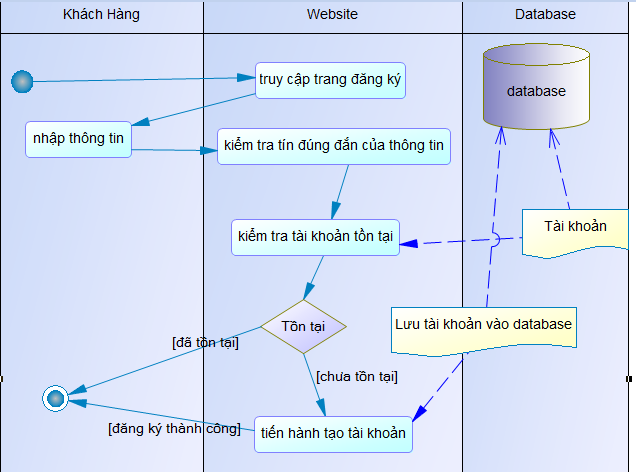 Khách Hàng
Website
Database
truy cập trang đăng ký
database
nhập thông tin
kiểm tra tín đúng đắn của thông tin
Tài khoản
kiểm tra tài khoản tồn tại
Tồn tại
Lưu tài khoản vào database
[đã tồn tại]
[chưa tồn tại]
[đăng ký thành công]
tiến hành tạo tài khoản